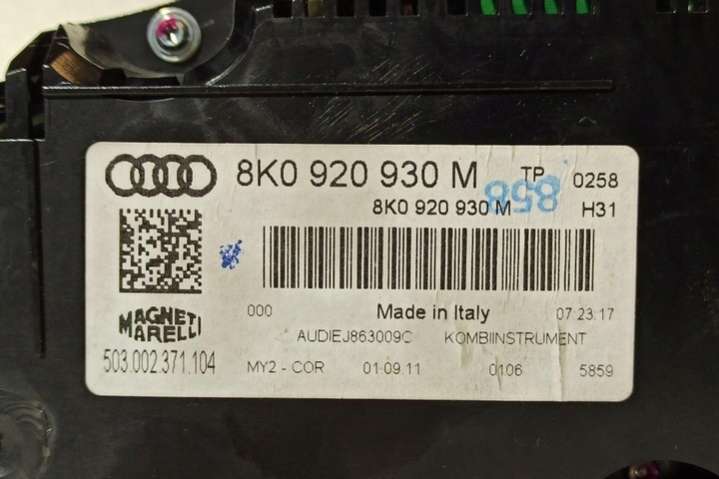 8K0 920 930 M TP 0258
858
8K0 920 930 M H31
000 Made in Italy 07.23.17
MAGNETI
MARELLI
AUDIEJ863009C KOMBIINSTRUMENT
503.002.371.104
MY2 - COR 01.09.11 0106 5859